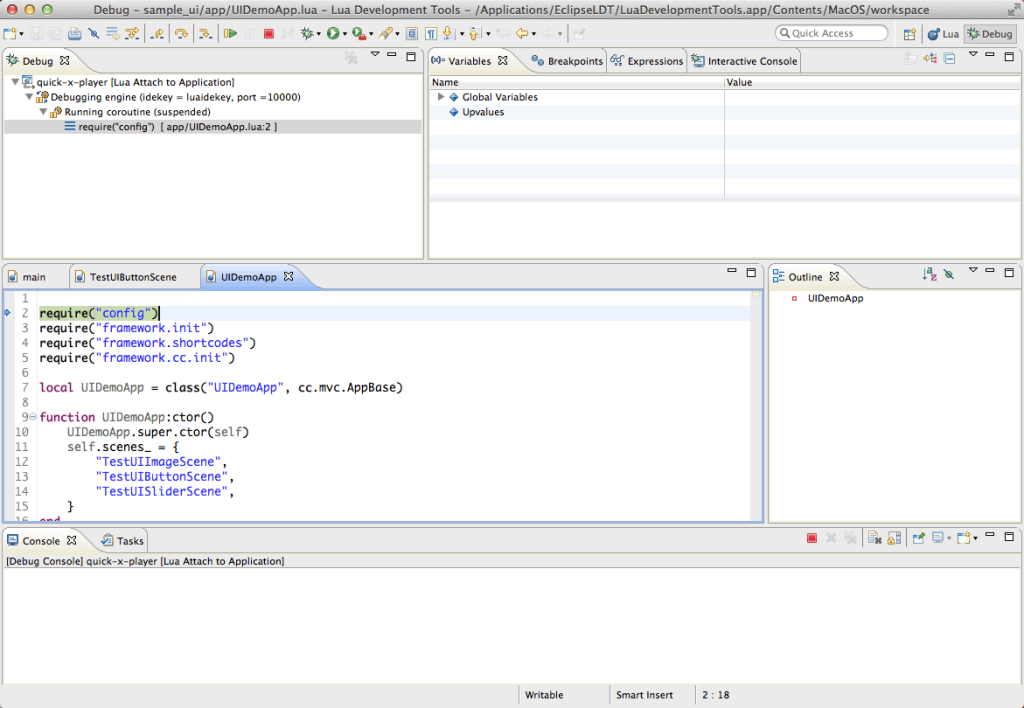 Debug - sample_ui/app/UIDemoApp.lua - Lua Development Tools - /Applications/EclipseLDT/LuaDevelopmentTools.app/Contents/MacOS/workspace
Quick Access
Lua
Debug
Debug
quick-x-player [Lua Attach to Application]
Debugging engine (idekey = luaidekey, port =10000)
Running coroutine (suspended)
require("config") [ app/UIDemoApp.lua:2 ]
(x)= Variables
Breakpoints
Expressions
Interactive Console
Name Value
Global Variables
Upvalues
main
TestUIButtonScene
UIDemoApp
1
2 require("config")
3 require("framework.init")
4 require("framework.shortcodes")
5 require("framework.cc.init")
6
7 local UIDemoApp = class("UIDemoApp", cc.mvc.AppBase)
8
9 function UIDemoApp:ctor()
10 UIDemoApp.super.ctor(self)
11 self.scenes_ = {
12 "TestUIImageScene",
13 "TestUIButtonScene",
14 "TestUISliderScene",
15 }
16 end
Outline
UIDemoApp
Console
Tasks
[Debug Console] quick-x-player [Lua Attach to Application]
Writable
Smart Insert
2 : 18